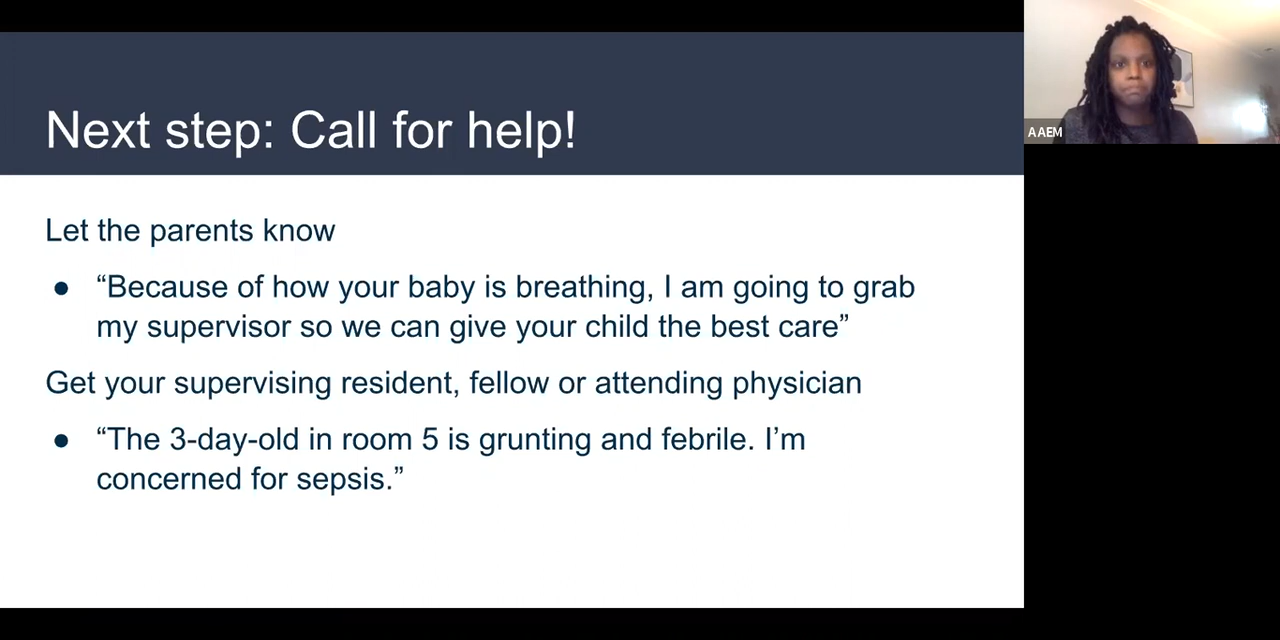 Next step: Call for help!
AAEM
Let the parents know
● “Because of how your baby is breathing, I am going to grab
my supervisor so we can give your child the best care”
Get your supervising resident, fellow or attending physician
● “The 3-day-old in room 5 is grunting and febrile. I’m
concerned for sepsis.”